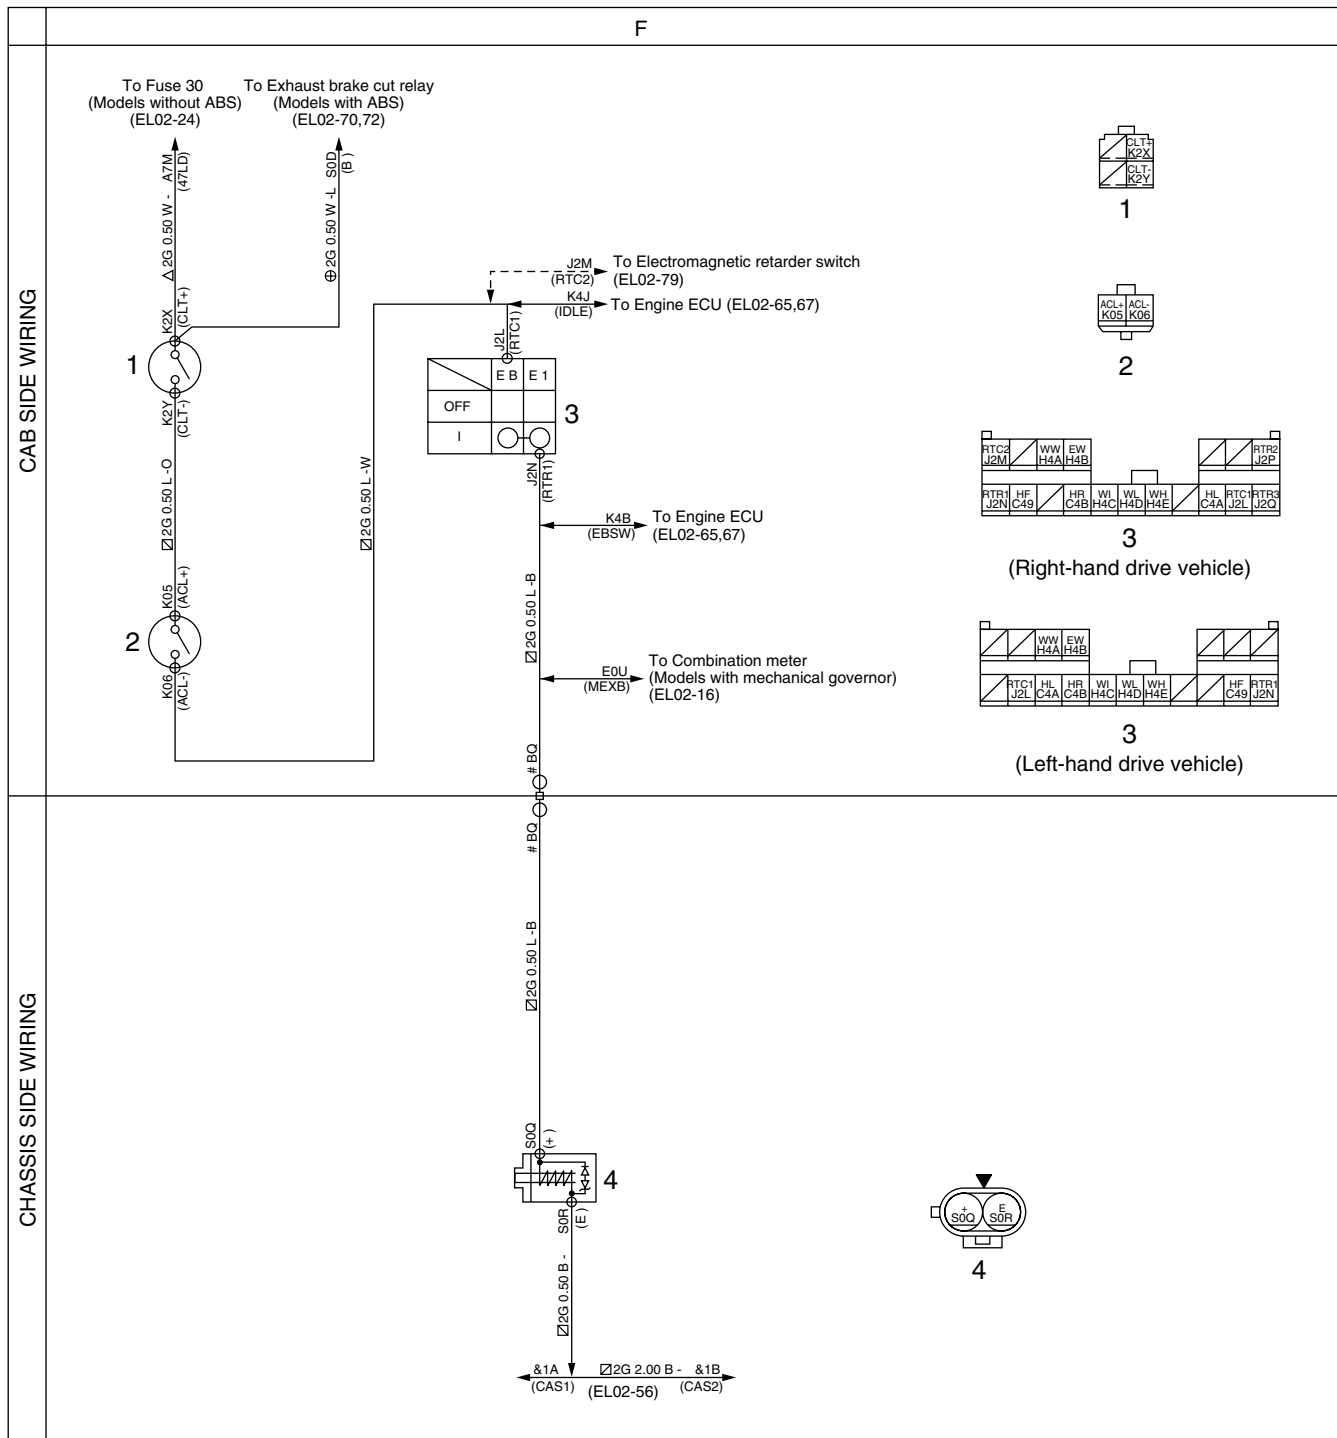 F
CAB SIDE WIRING
To Fuse 30
(Models without ABS)
(EL02-24)
To Exhaust brake cut relay
(Models with ABS)
(EL02-70,72)
2G 0.50 W - A7M
(47LD)
2G 0.50 W -L S0D
(B )
K2X
(CLT+)
1
K2Y
(CLT-)
2G 0.50 L -O
2G 0.50 L -W
K05
(ACL+)
2
K06
(ACL-)
J2M
(RTC2)
To Electromagnetic retarder switch
(EL02-79)
K4J
(IDLE)
To Engine ECU (EL02-65,67)
J2L
(RTC1)
E B E 1
OFF
I
3
J2N
(RTR1)
K4B
(EBSW)
To Engine ECU
(EL02-65,67)
2G 0.50 L -B
E0U
(MEXB)
To Combination meter
(Models with mechanical governor)
(EL02-16)
# BQ
CLT+
K2X
CLT-
K2Y
1
ACL+ ACL-
K05 K06
2
RTC2 WW EW RTR2
J2M H4A H4B J2P
RTR1 HF HR WI WL WH HL RTC1 RTR3
J2N C49 C4B H4C H4D H4E C4A J2L J2Q
3
(Right-hand drive vehicle)
WW EW
H4A H4B
RTC1 HL HR WI WL WH HF RTR1
J2L C4A C4B H4C H4D H4E C49 J2N
3
(Left-hand drive vehicle)
CHASSIS SIDE WIRING
# BQ
2G 0.50 L -B
S0Q
(+ )
4
S0R
(E )
2G 0.50 B -
&1A 2G 2.00 B - &1B
(CAS1) (EL02-56) (CAS2)
+ E
S0Q S0R
4